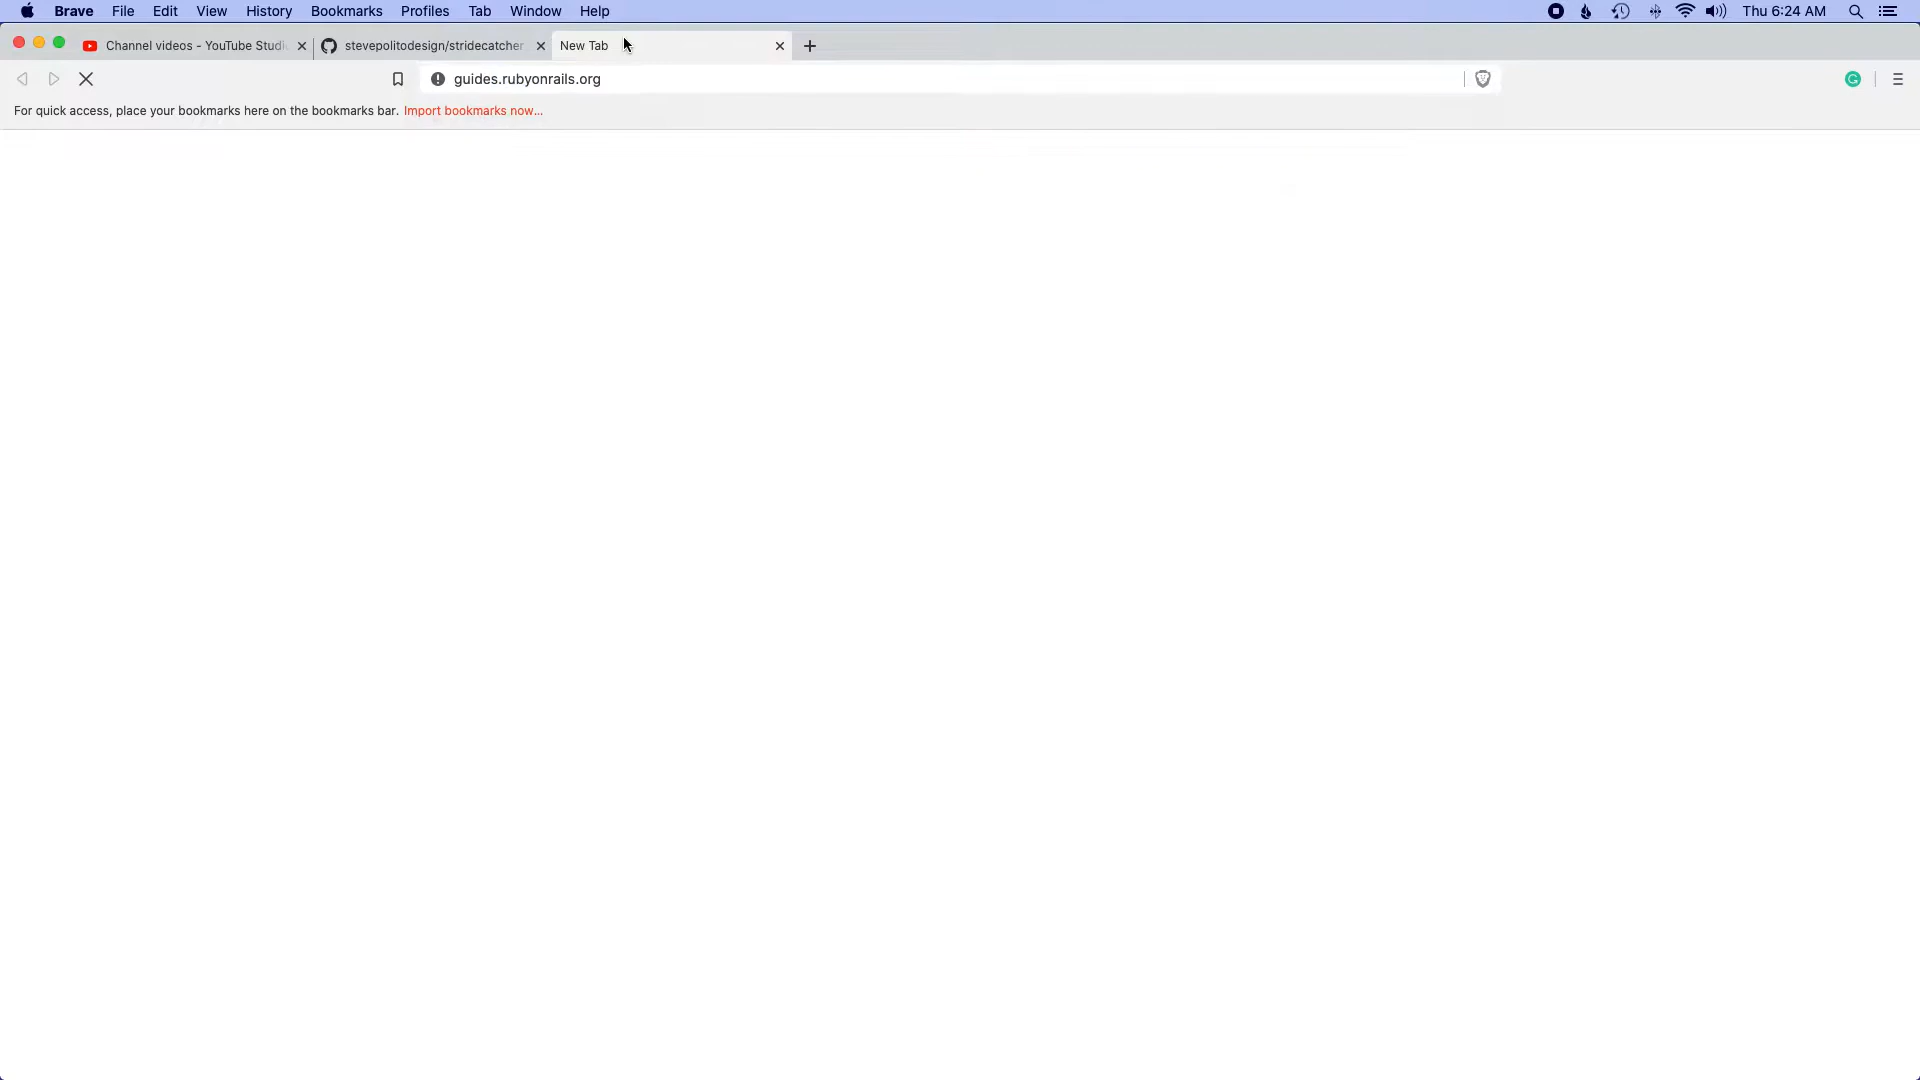 Brave File Edit View History Bookmarks Profiles Tab Window Help Thu 6:24 AM
Channel videos - YouTube Studi stevepolitodesign/stridecatcher New Tab
guides.rubyonrails.org
For quick access, place your bookmarks here on the bookmarks bar. Import bookmarks now...